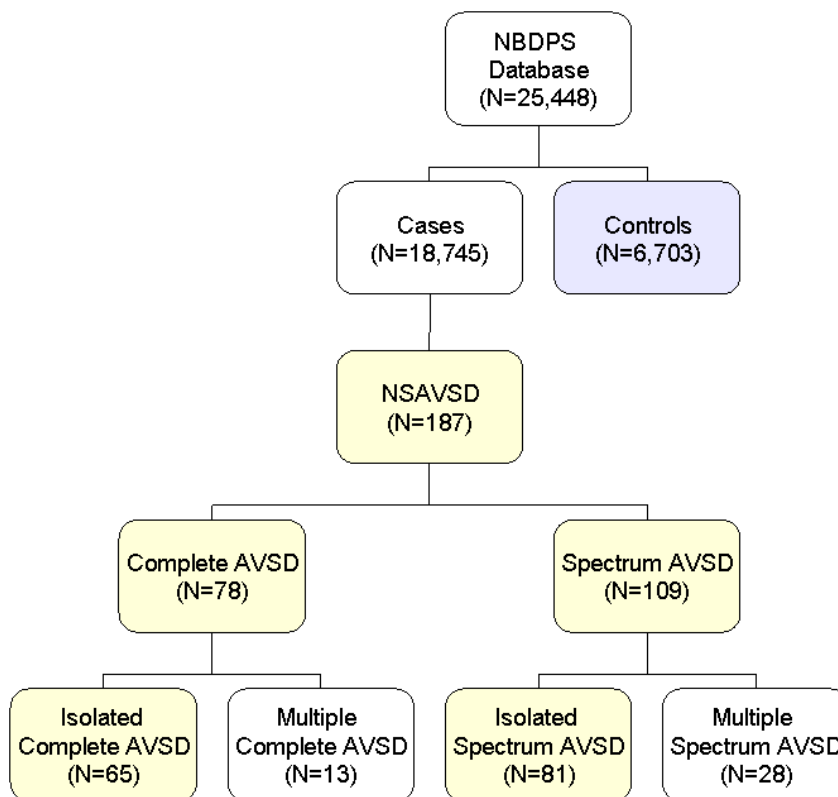 NBDPS
Database
(N=25,448)
Cases
(N=18,745)
Controls
(N=6,703)
NSAVSD
(N=187)
Complete AVSD
(N=78)
Spectrum AVSD
(N=109)
Isolated
Complete AVSD
(N=65)
Multiple
Complete AVSD
(N=13)
Isolated
Spectrum AVSD
(N=81)
Multiple
Spectrum AVSD
(N=28)